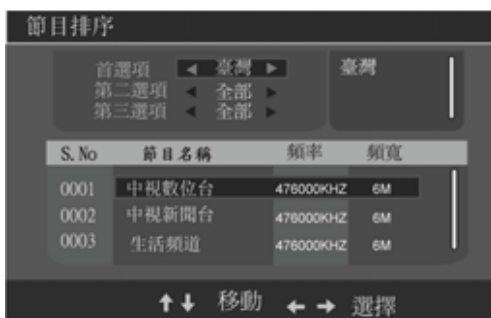 節目排序
首選項 ◀ 臺灣 ▶ 臺灣
第二選項 ◀ 全部 ▶
第三選項 ◀ 全部 ▶
S.No 節目名稱 頻率 頻寬
0001 中視數位台 476000KHZ 6M
0002 中視新聞台 476000KHZ 6M
0003 生活頻道 476000KHZ 6M
↑↓ 移動 ←→ 選擇